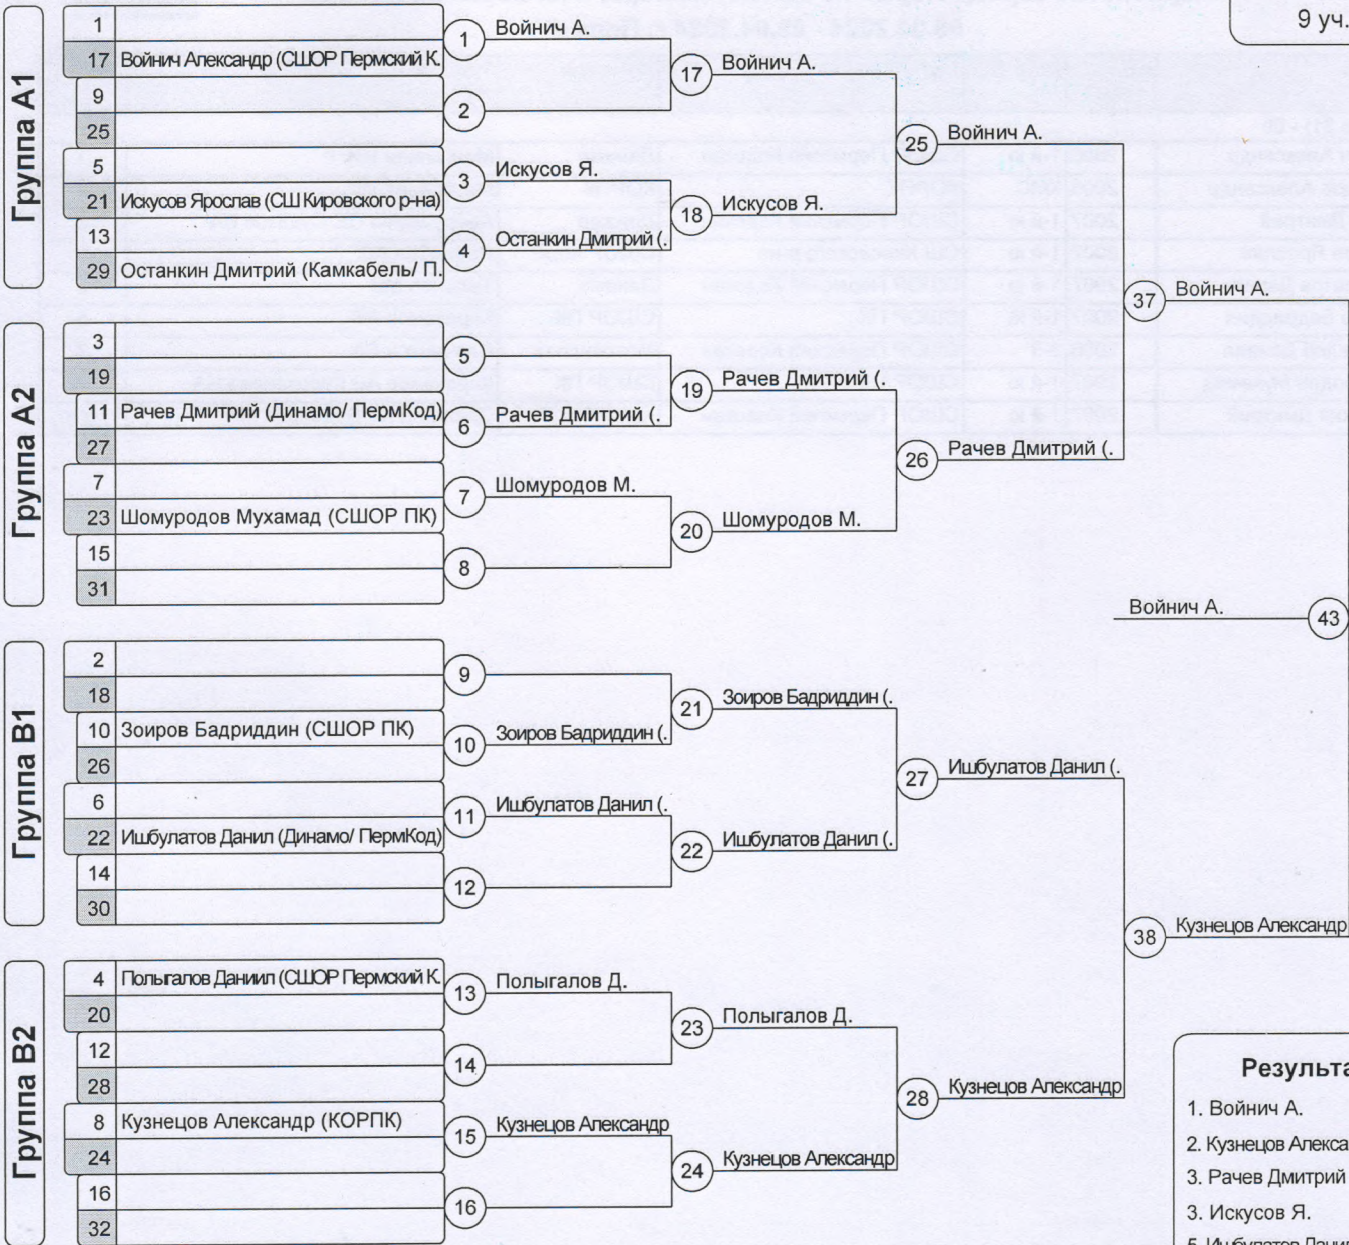 9 уч.
Группа А1
1
17 Войнич Александр (СШОР Пермский К.
9
25
5
21 Искусов Ярослав (СШ Кировского р-на)
13
29 Останкин Дмитрий (Камкабель/ П.
1 Войнич А.
2
3 Искусов Я.
4 Останкин Дмитрий (.
17 Войнич А.
18 Искусов Я.
25 Войнич А.
Группа А2
3
19
11 Рачев Дмитрий (Динамо/ ПермКод)
27
7
23 Шомуродов Мухамад (СШОР ПК)
15
31
5
6 Рачев Дмитрий (.
7 Шомуродов М.
8
19 Рачев Дмитрий (.
20 Шомуродов М.
26 Рачев Дмитрий (.
37 Войнич А.
Войнич А. 43
Группа В1
2
18
10 Зоиров Бадриддин (СШОР ПК)
26
6
22 Ишбулатов Данил (Динамо/ ПермКод)
14
30
9
10 Зоиров Бадриддин (.
11 Ишбулатов Данил (.
12
21 Зоиров Бадриддин (.
22 Ишбулатов Данил (.
27 Ишбулатов Данил (.
Группа В2
4 Полыгалов Даниил (СШОР Пермский К.
20
12
28
8 Кузнецов Александр (КОРПК)
24
16
32
13 Полыгалов Д.
14
15 Кузнецов Александр
16
23 Полыгалов Д.
24 Кузнецов Александр
28 Кузнецов Александр
38 Кузнецов Александр
Результа
1. Войнич А.
2. Кузнецов Алекса
3. Рачев Дмитрий
3. Искусов Я.
5. Ишбулатов Данил